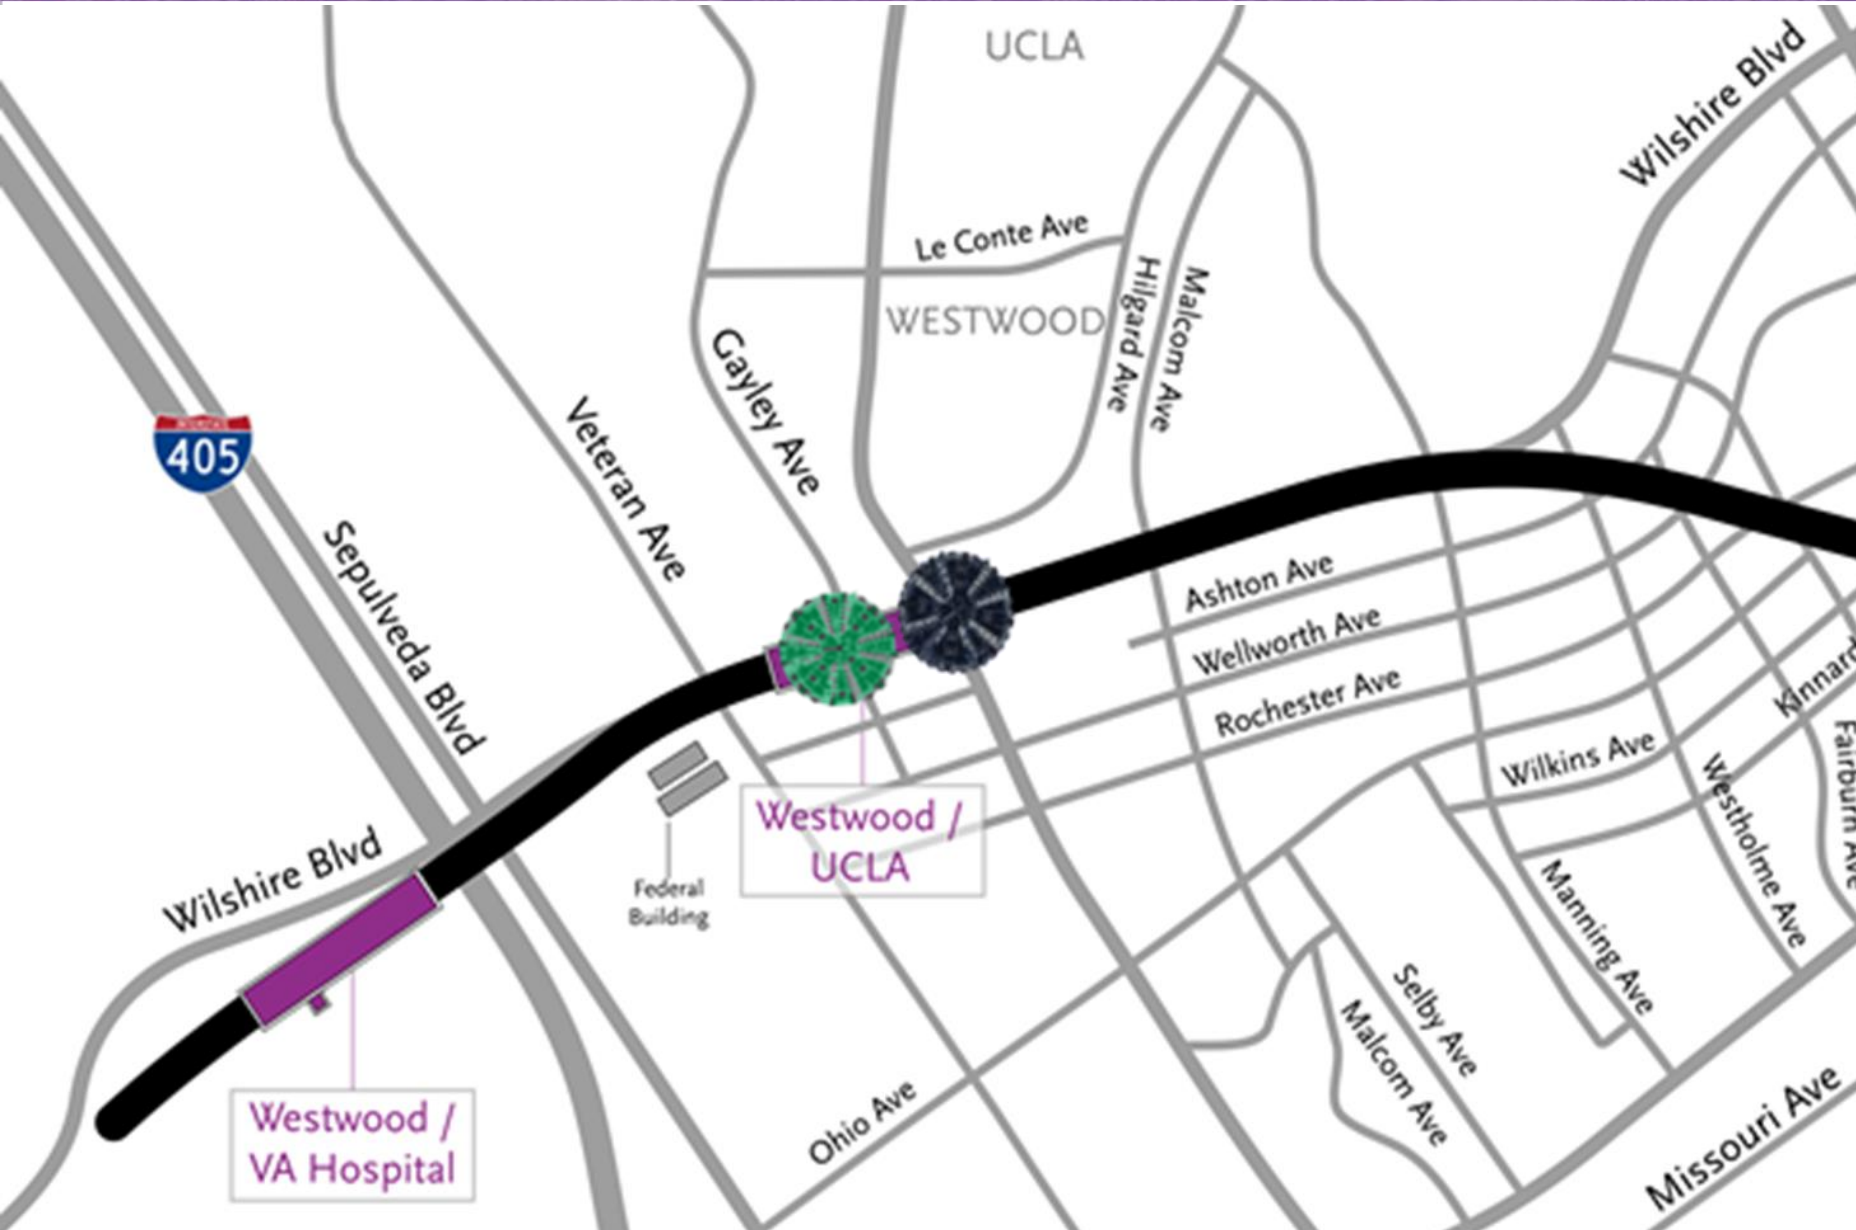 UCLA
Wilshire Blvd
Le Conte Ave
WESTWOOD
Hilgard Ave
Malcom Ave
Gayley Ave
Veteran Ave
405
Sepulveda Blvd
Ashton Ave
Wellworth Ave
Rochester Ave
Kinnard
Fairburn Ave
Wilkins Ave
Westholme Ave
Westwood /
UCLA
Federal
Building
Wilshire Blvd
Manning Ave
Selby Ave
Malcom Ave
Ohio Ave
Westwood /
VA Hospital
Missouri Ave